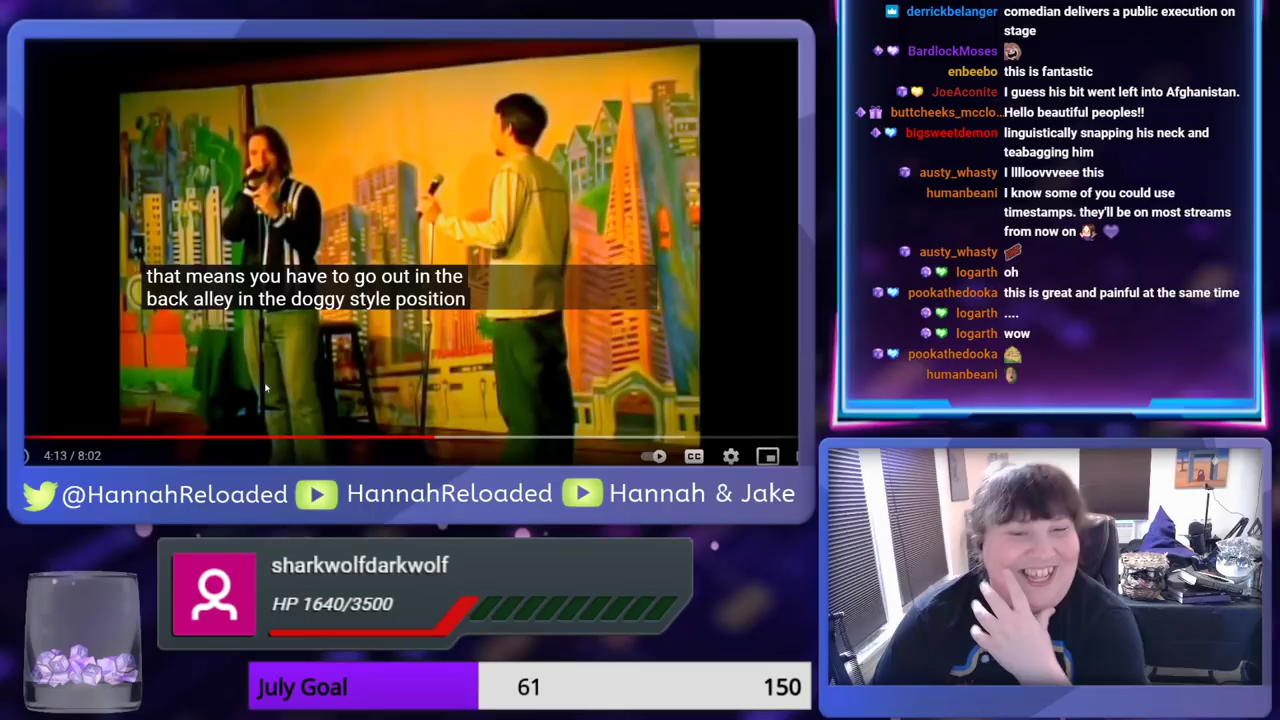 that means you have to go out in the
back alley in the doggy style position
4:13 / 8:02
CC
@HannahReloaded HannahReloaded Hannah & Jake
sharkwolfdarkwolf
HP 1640/3500
July Goal 61 150
derrickbelanger comedian delivers a public execution on
stage
BardlockMoses
enbeebo this is fantastic
JoeAconite I guess his bit went left into Afghanistan.
buttcheeks_mcclo... Hello beautiful peoples!!
bigsweetdemon linguistically snapping his neck and
teabagging him
austy_whasty I lllloovvveee this
humanbeani I know some of you could use
timestamps. they'll be on most streams
from now on
austy_whasty
logarth oh
pookathedooka this is great and painful at the same time
logarth ....
logarth wow
pookathedooka
humanbeani